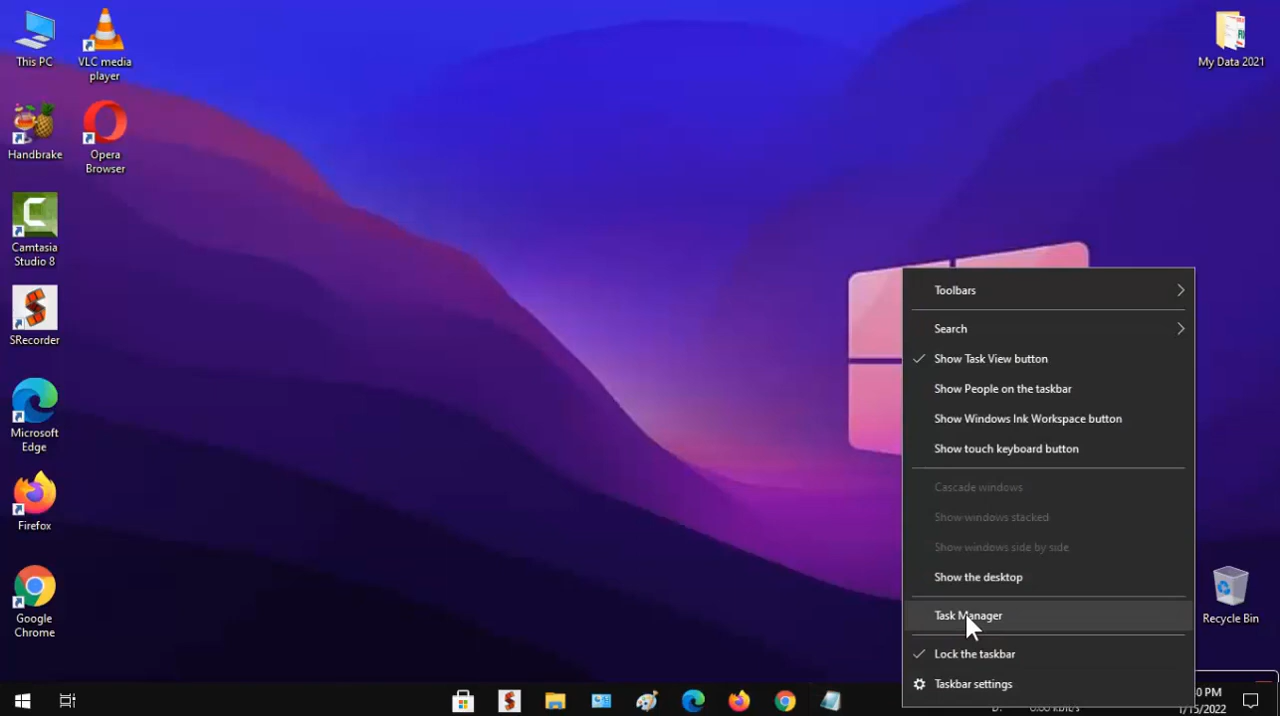 This PC
VLC media
player
My Data 2021
Handbrake
Opera
Browser
Camtasia
Studio 8
SRecorder
Microsoft
Edge
Firefox
Google
Chrome
Toolbars
Search
Show Task View button
Show People on the taskbar
Show Windows Ink Workspace button
Show touch keyboard button
Cascade windows
Show windows stacked
Show windows side by side
Show the desktop
Task Manager
Lock the taskbar
Taskbar settings
Recycle Bin
0 PM
1/15/2022